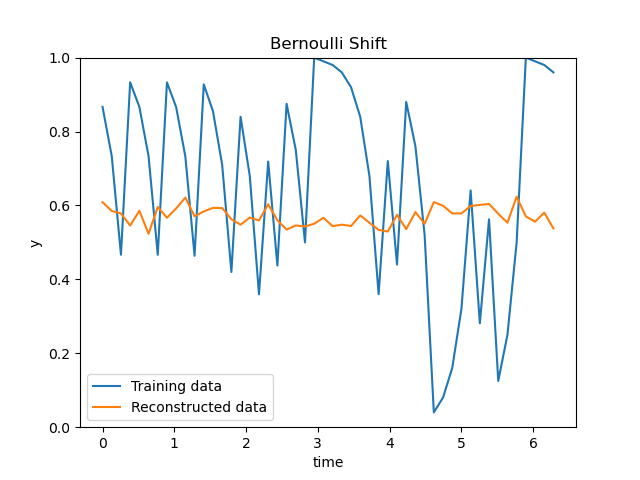 Bernoulli Shift
1.0
0.8
0.6
0.4
0.2
0.0
y
Training data
Reconstructed data
0 1 2 3 4 5 6
time